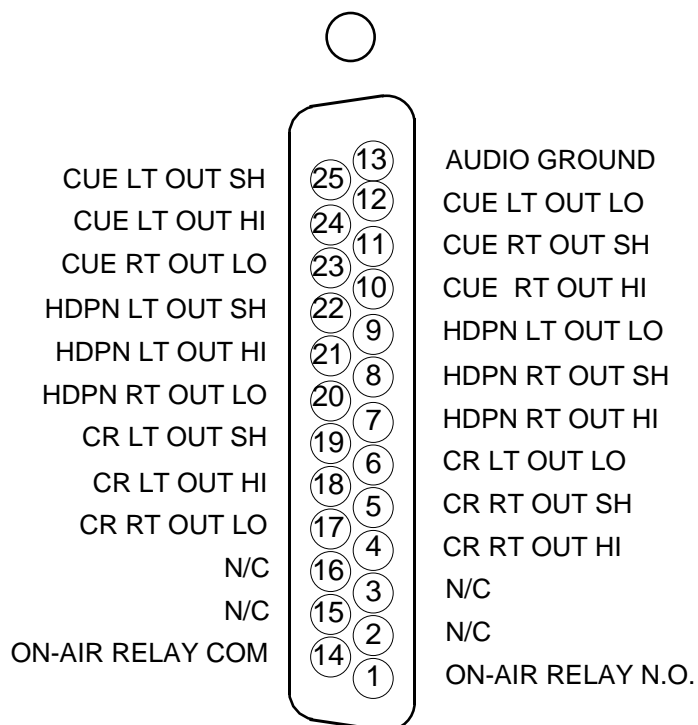 13 AUDIO GROUND
CUE LT OUT SH 25
12 CUE LT OUT LO
CUE LT OUT HI 24
11 CUE RT OUT SH
CUE RT OUT LO 23
10 CUE RT OUT HI
HDPN LT OUT SH 22
9 HDPN LT OUT LO
HDPN LT OUT HI 21
8 HDPN RT OUT SH
HDPN RT OUT LO 20
7 HDPN RT OUT HI
CR LT OUT SH 19
6 CR LT OUT LO
CR LT OUT HI 18
5 CR RT OUT SH
CR RT OUT LO 17
4 CR RT OUT HI
N/C 16
3 N/C
N/C 15
2 N/C
ON-AIR RELAY COM 14
1 ON-AIR RELAY N.O.